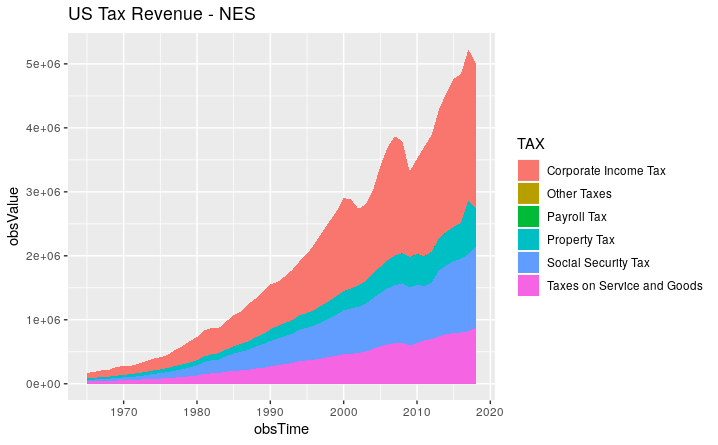 US Tax Revenue - NES
obsValue
5e+06
4e+06
3e+06
2e+06
1e+06
0e+00
1970 1980 1990 2000 2010 2020
obsTime
TAX
Corporate Income Tax
Other Taxes
Payroll Tax
Property Tax
Social Security Tax
Taxes on Service and Goods